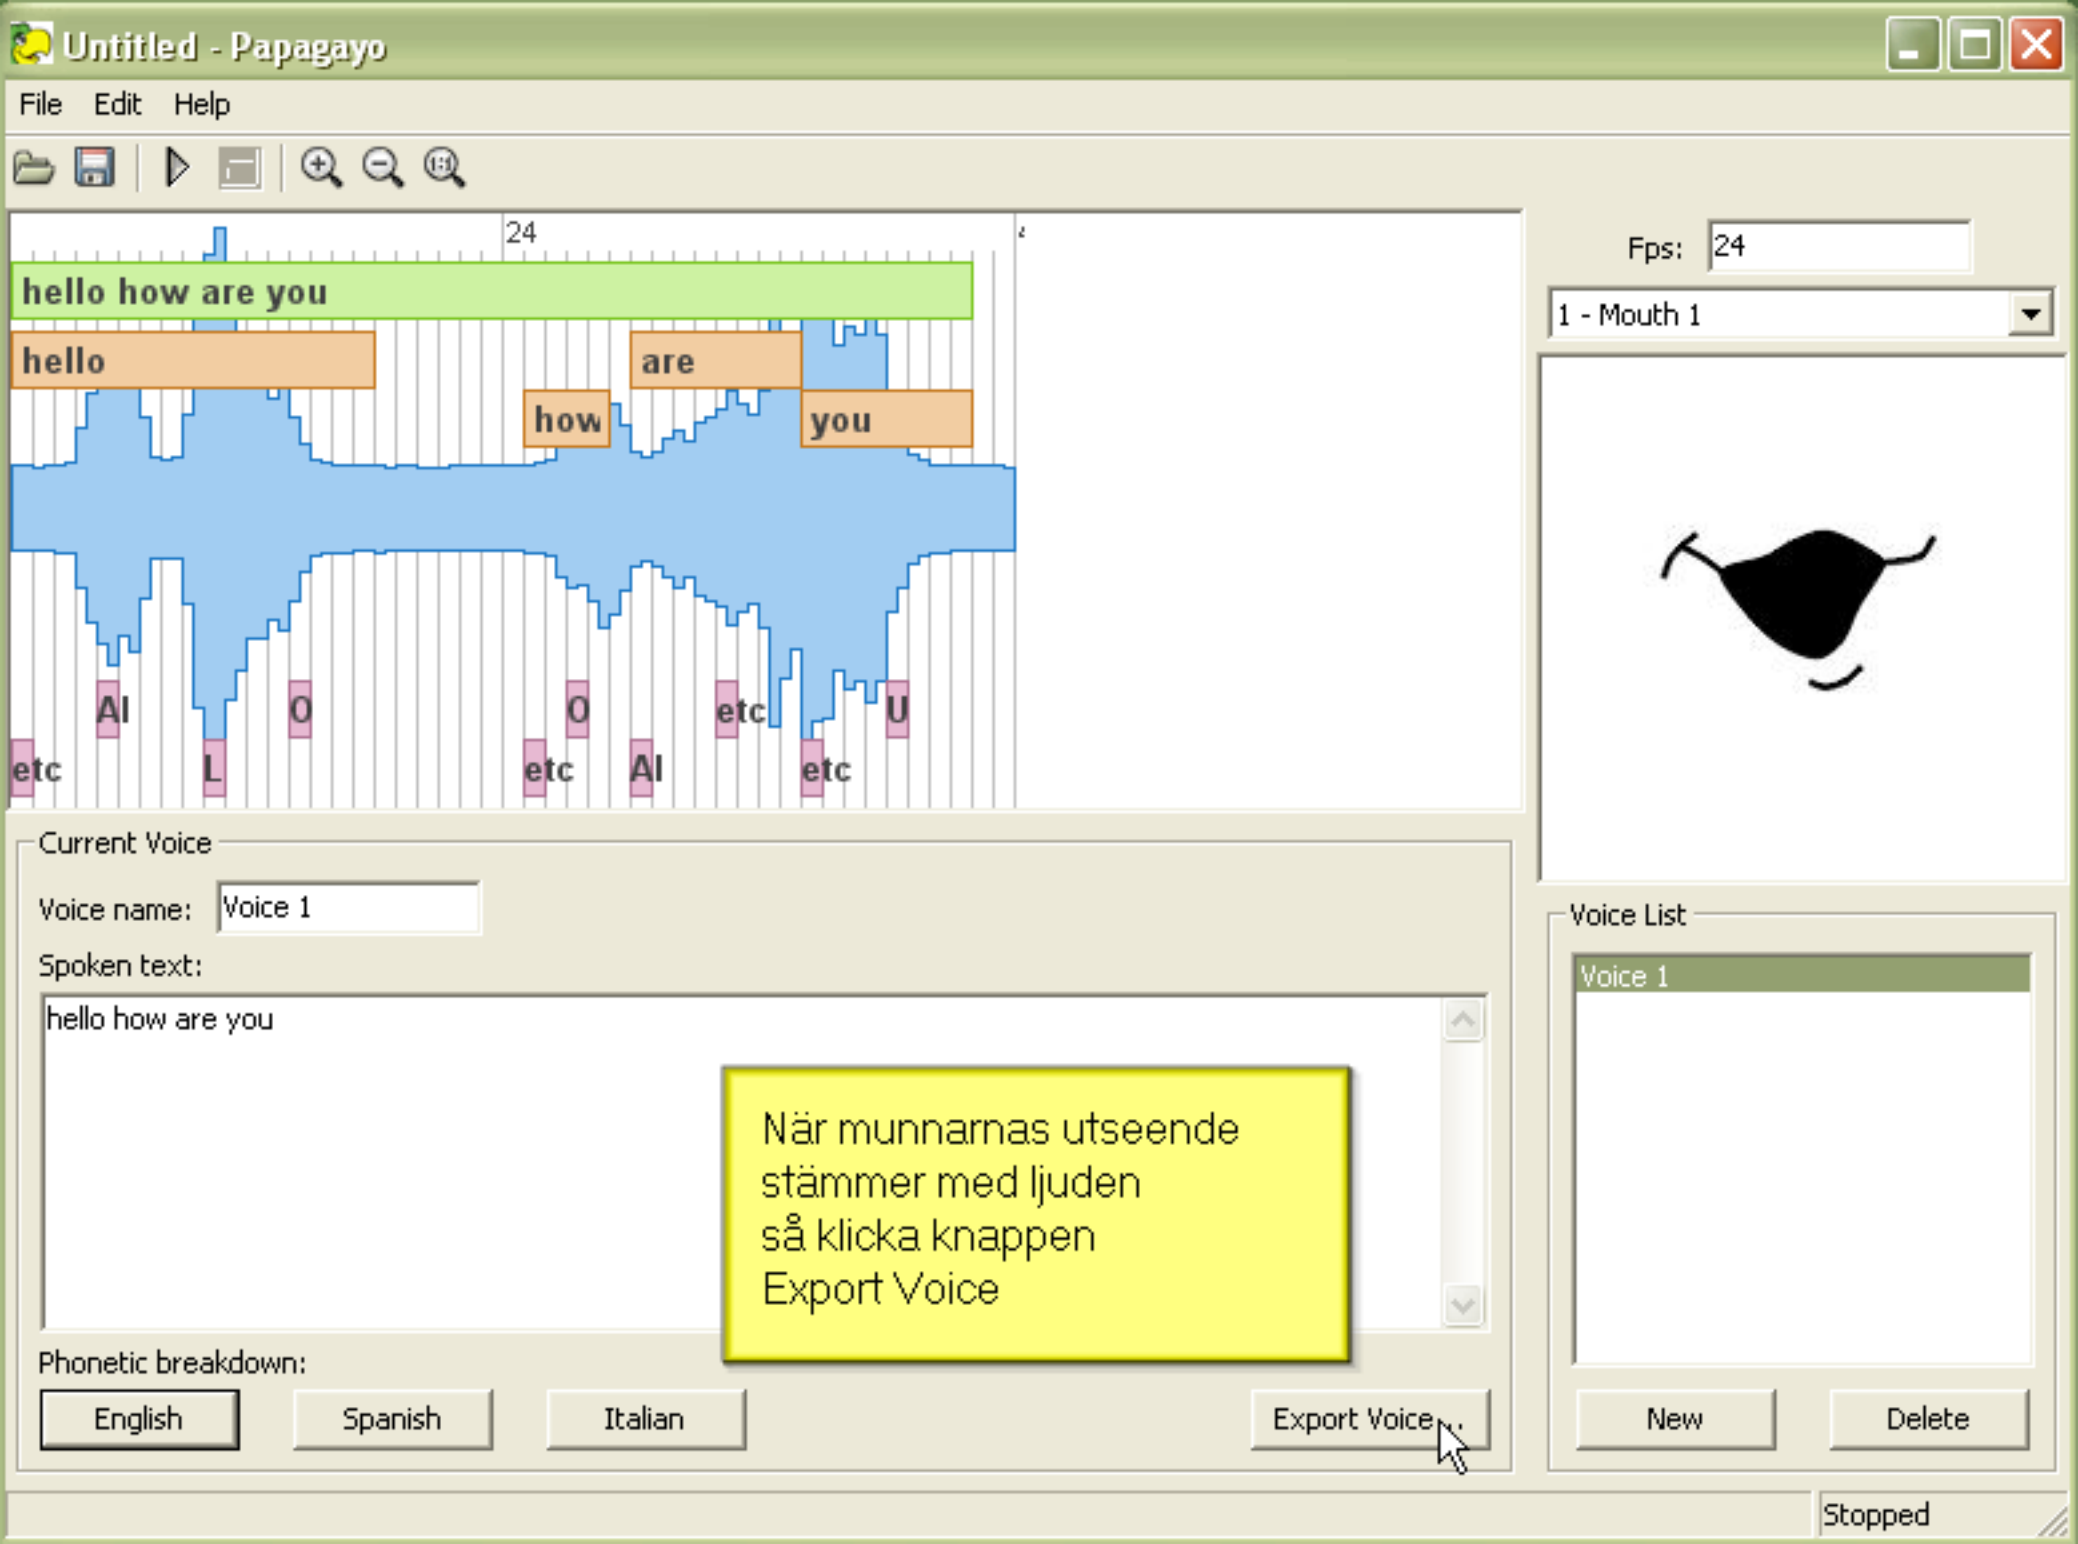 Untitled - Papagayo
File Edit Help
24
hello how are you
hello
are
how
you
AI
O
O
etc
U
etc
L
etc
AI
etc
Fps: 24
1 - Mouth 1
Current Voice
Voice name: Voice 1
Spoken text:
hello how are you
När munnarnas utseende
stämmer med ljuden
så klicka knappen
Export Voice
Phonetic breakdown:
English Spanish Italian Export Voice...
Voice List
Voice 1
New Delete
Stopped